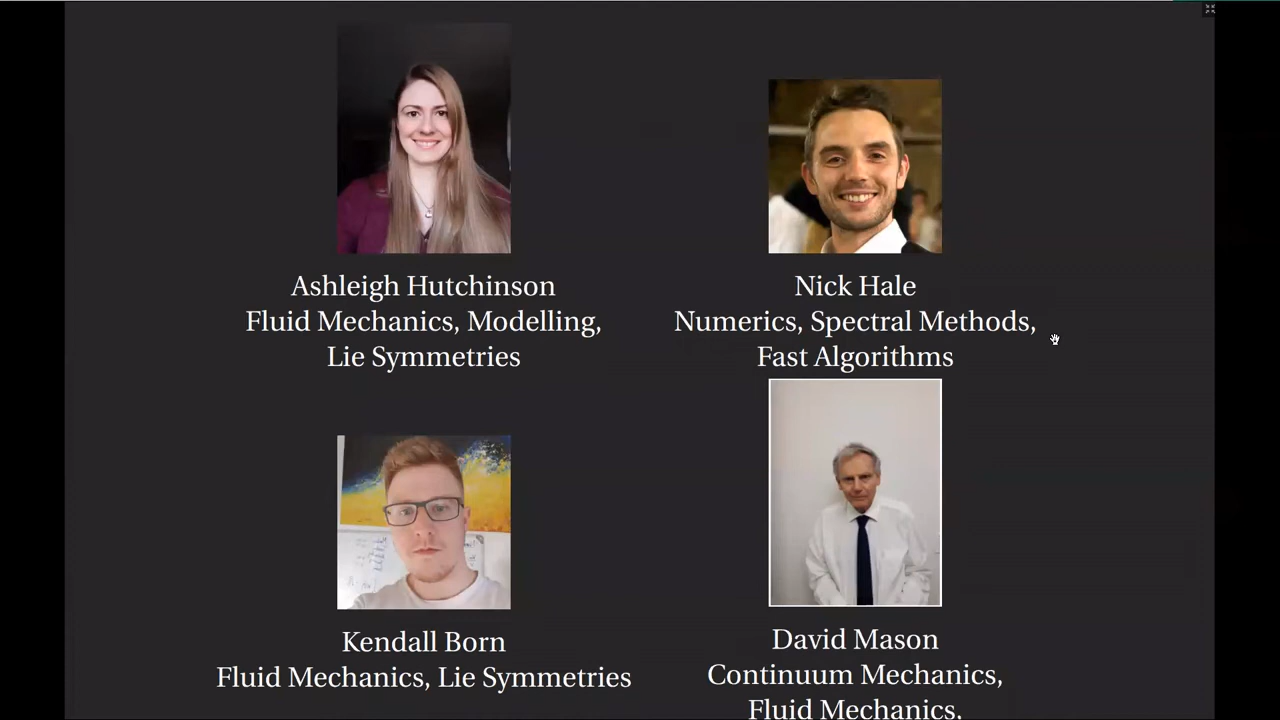 Ashleigh Hutchinson
Fluid Mechanics, Modelling,
Lie Symmetries
Nick Hale
Numerics, Spectral Methods,
Fast Algorithms
Kendall Born
Fluid Mechanics, Lie Symmetries
David Mason
Continuum Mechanics,
Fluid Mechanics,